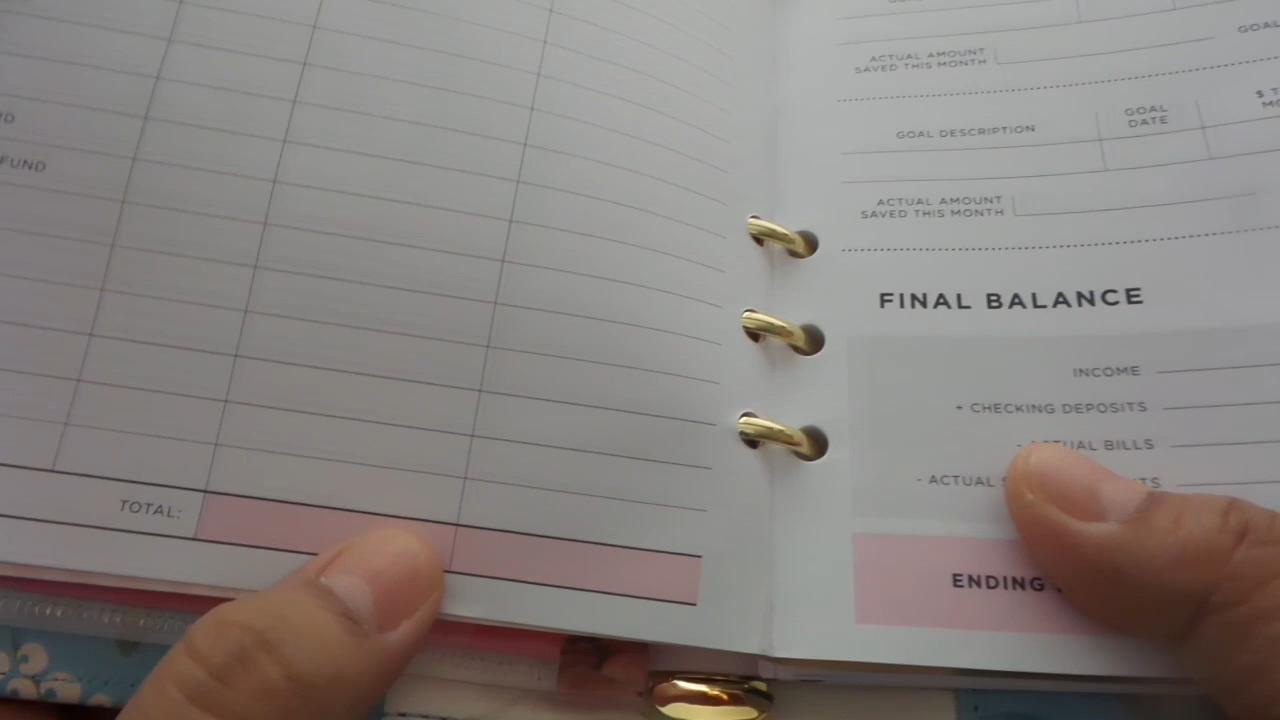 FUND
TOTAL:
ACTUAL AMOUNT
SAVED THIS MONTH
GOAL DESCRIPTION
GOAL
DATE
$ T
ACTUAL AMOUNT
SAVED THIS MONTH
FINAL BALANCE
INCOME
+ CHECKING DEPOSITS
- ACTUAL BILLS
- ACTUAL
ENDING